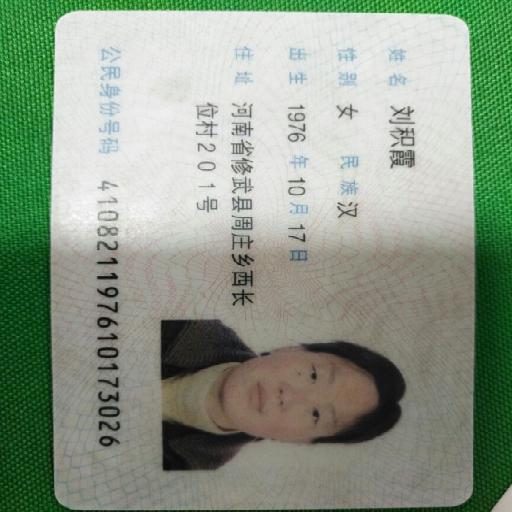 姓名 刘积霞
性别 女 民族 汉
出生 1976 年 10 月 17 日
住址 河南省修武县周庄乡西长
位村201号
公民身份号码 410821197610173026